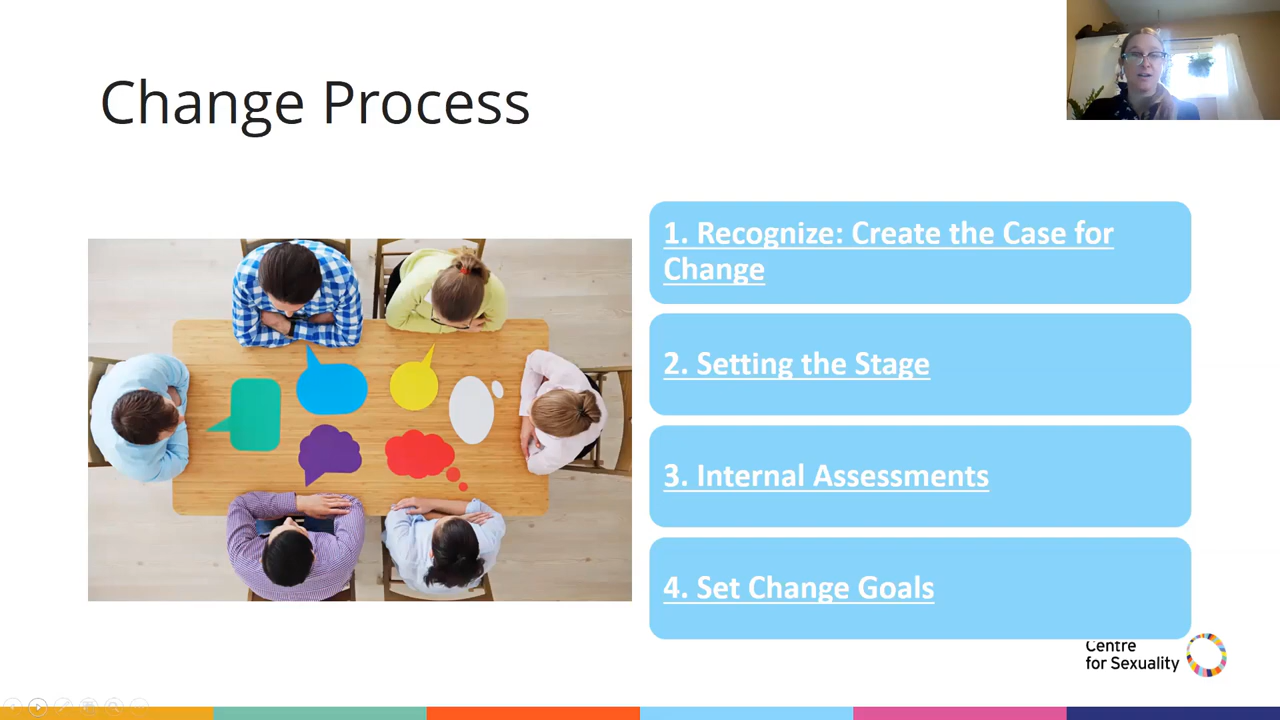 Change Process
1. Recognize: Create the Case for
Change
2. Setting the Stage
3. Internal Assessments
4. Set Change Goals
Centre
for Sexuality